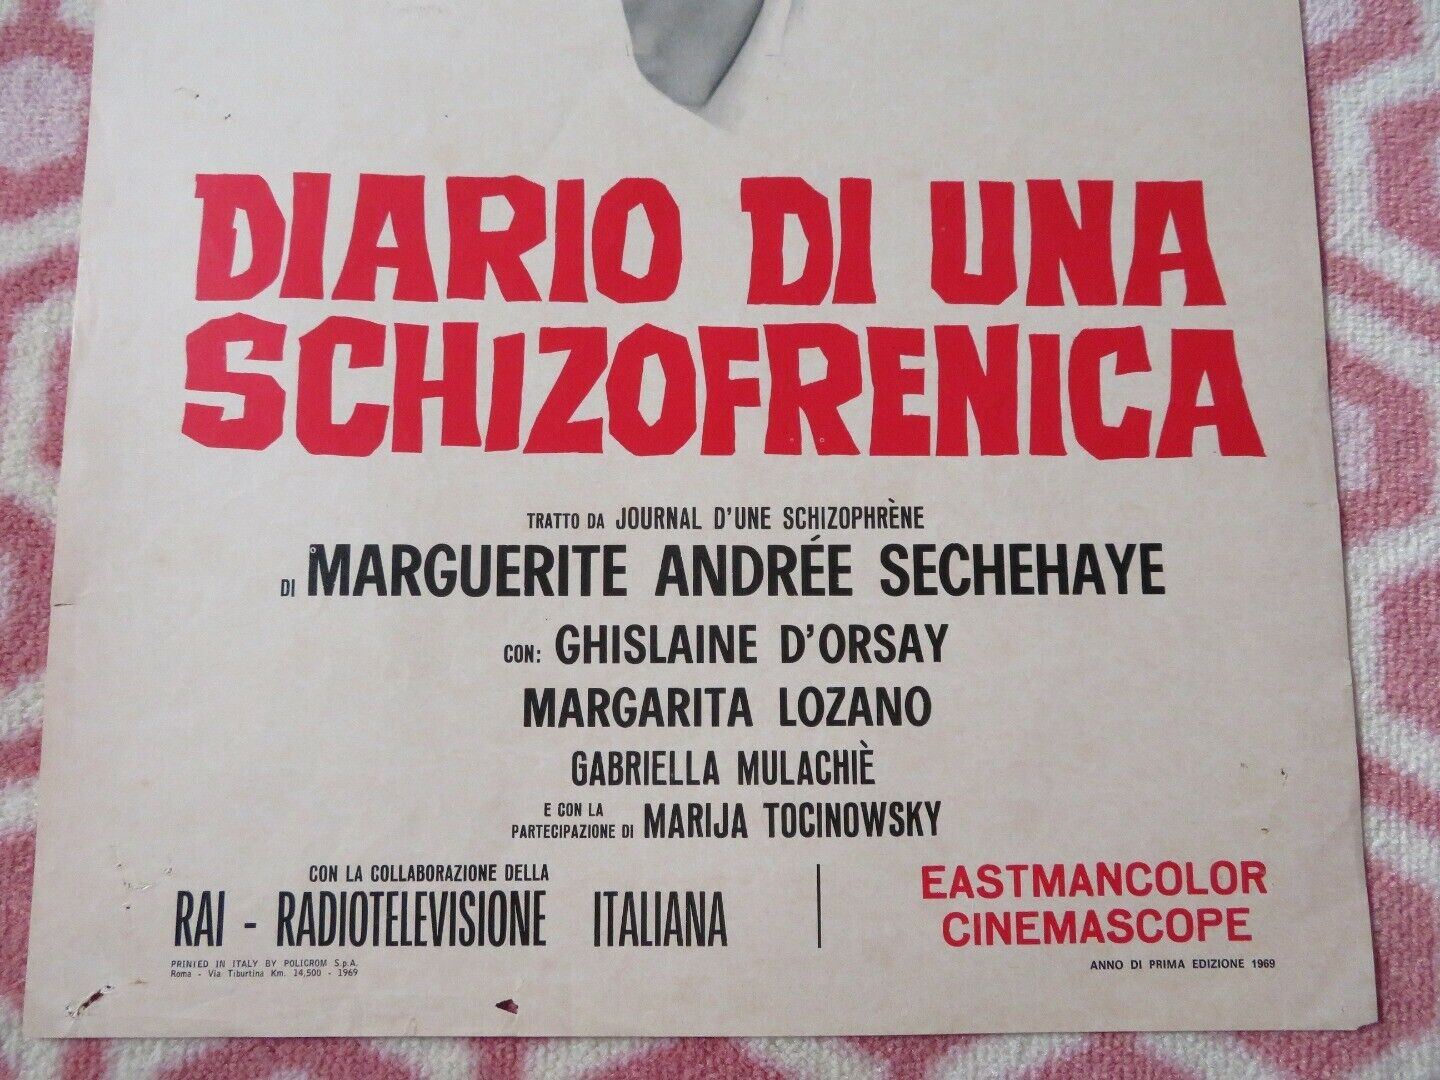 DIARIO DI UNA
SCHIZOFRENICA
TRATTO DA JOURNAL D'UNE SCHIZOPHRÈNE
DI MARGUERITE ANDRÉE SECHEHAYE
CON: GHISLAINE D'ORSAY
MARGARITA LOZANO
GABRIELLA MULACHIÈ
E CON LA
PARTECIPAZIONE DI MARIJA TOCINOWSKY
CON LA COLLABORAZIONE DELLA
RAI - RADIOTELEVISIONE ITALIANA
EASTMANCOLOR
CINEMASCOPE
PRINTED IN ITALY BY POLICROM S.p.A.
Roma - Via Tiburtina Km. 14,500 - 1969
ANNO DI PRIMA EDIZIONE 1969